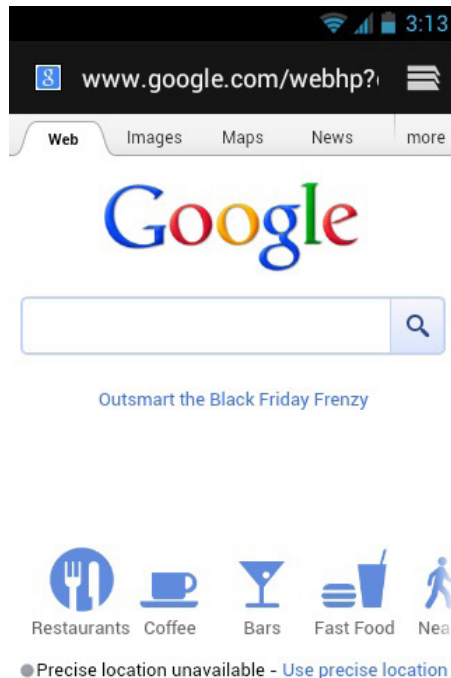 3:13
www.google.com/webhp?
Web Images Maps News more
Google
Outsmart the Black Friday Frenzy
Restaurants Coffee Bars Fast Food Nea
Precise location unavailable - Use precise location